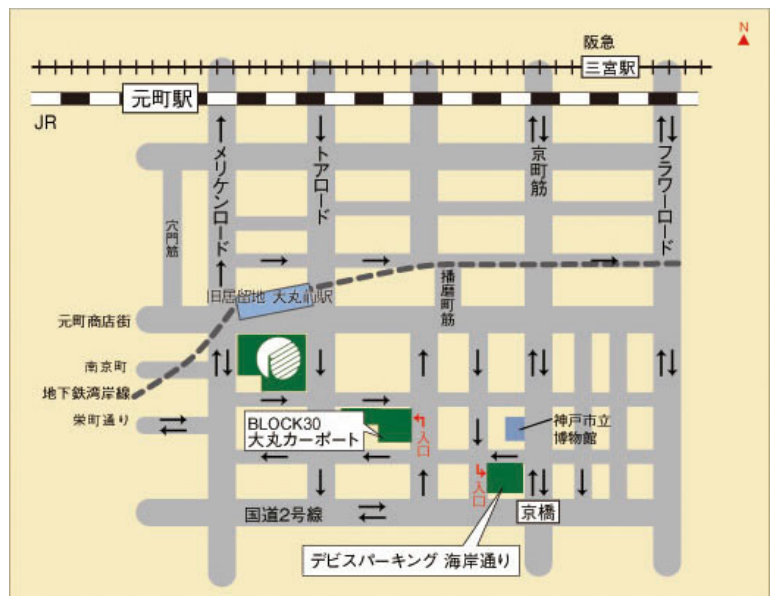 N
阪急
三宮駅
元町駅
JR
メリケンロード
トアロード
京町筋
フラワーロード
穴門筋
旧居留地 大丸前駅
播磨町筋
元町商店街
南京町
地下鉄湾岸線
栄町通り
BLOCK30
大丸カーポート
入口
神戸市立
博物館
入口
国道2号線
京橋
デビスパーキング 海岸通り